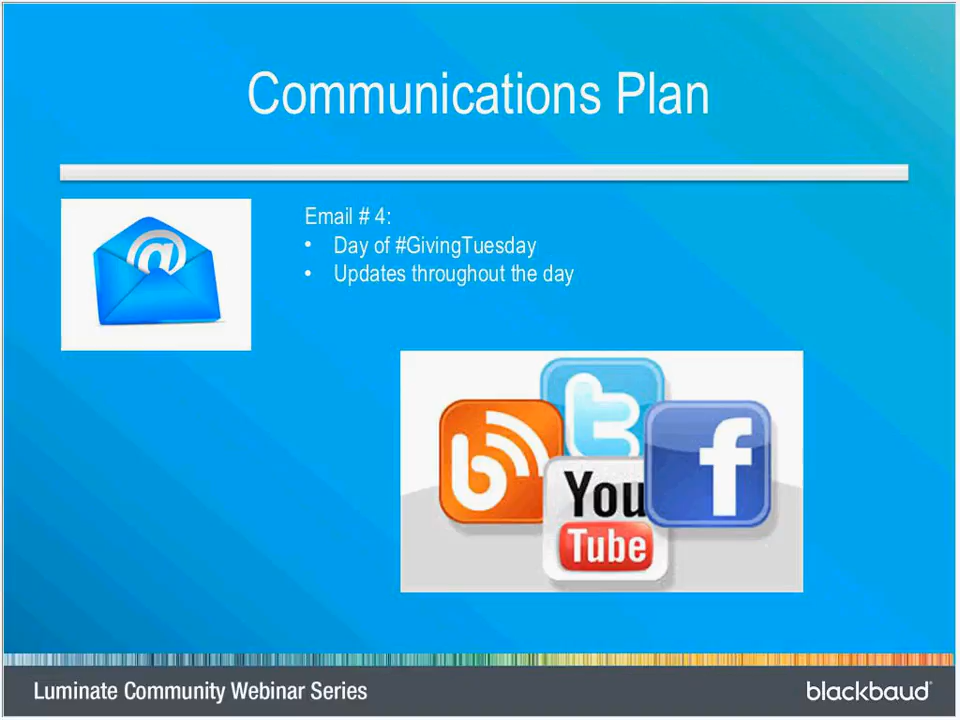 Communications Plan
Email # 4:
• Day of #GivingTuesday
• Updates throughout the day
@
b
t
f
You
Tube
Luminate Community Webinar Series
blackbaud®